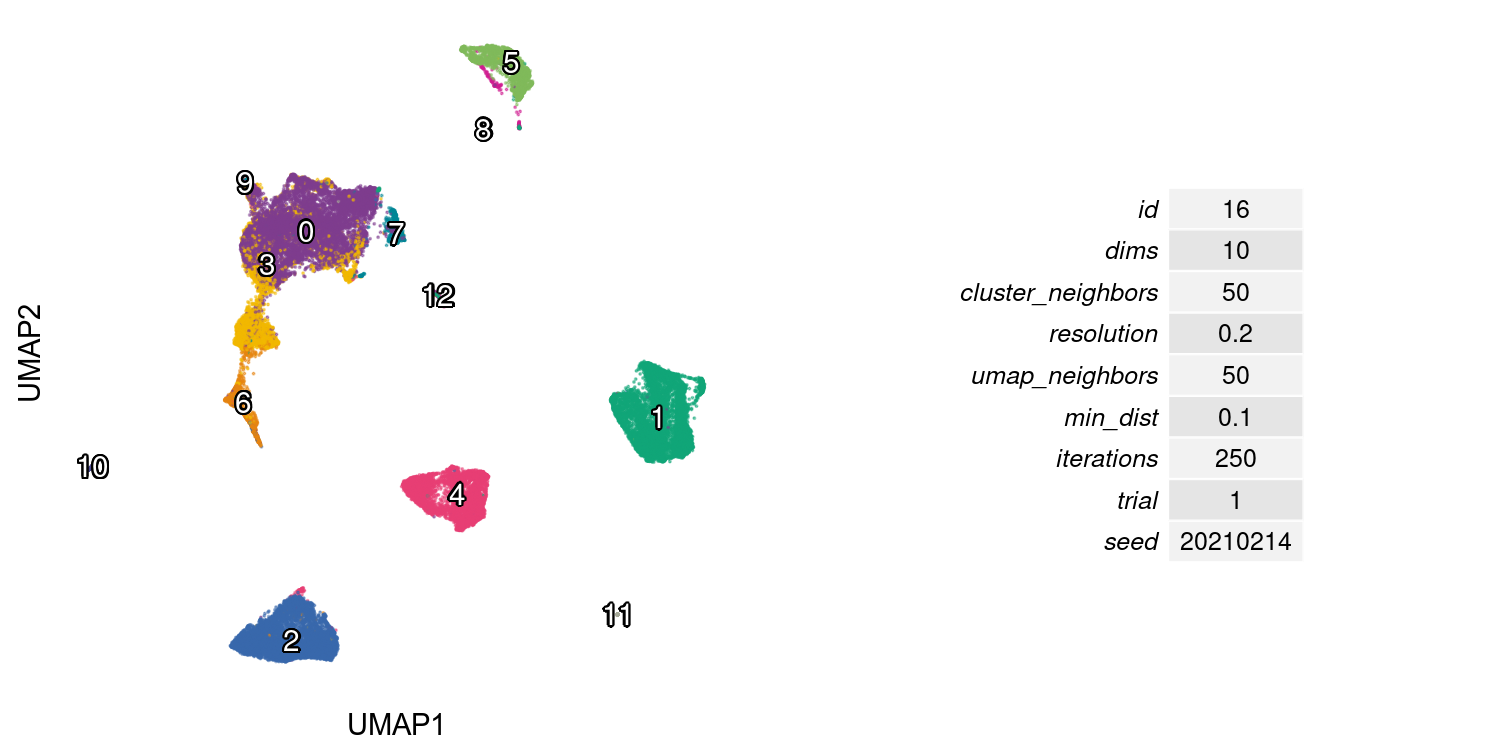 5
8
9
0
7
3
12
UMAP2
1
6
10
4
11
2
UMAP1
id 16
dims 10
cluster_neighbors 50
resolution 0.2
umap_neighbors 50
min_dist 0.1
iterations 250
trial 1
seed 20210214